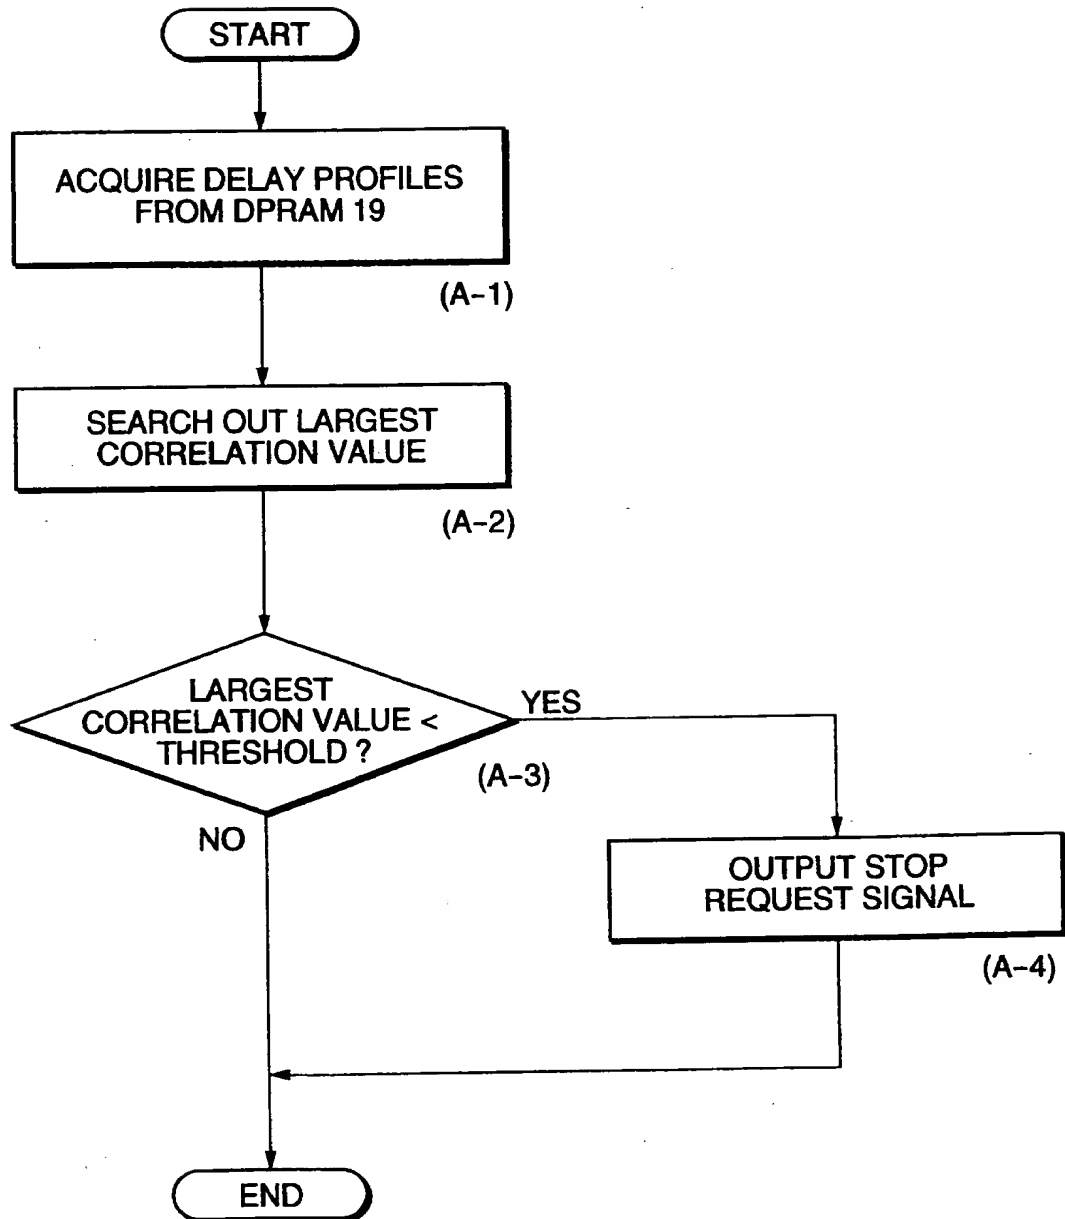 START
ACQUIRE DELAY PROFILES
FROM DPRAM 19
(A-1)
SEARCH OUT LARGEST
CORRELATION VALUE
(A-2)
LARGEST
CORRELATION VALUE <
THRESHOLD ?
YES
(A-3)
NO
OUTPUT STOP
REQUEST SIGNAL
(A-4)
END